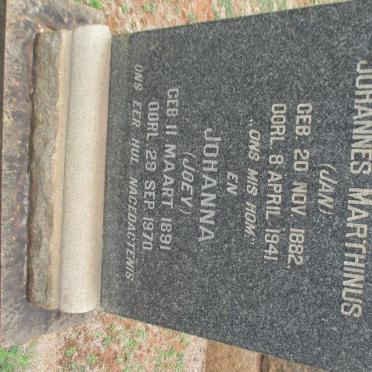 JOHANNES MARTHINUS
(JAN)
GEB. 20 NOV. 1882.
OORL. 8 APRIL 1941.
"ONS MIS HOM."
EN
JOHANNA
(JOEY)
GEB. 11 MAART 1891
OORL. 29 SEP. 1970.
ONS EER HUL NAGEDAGTENIS